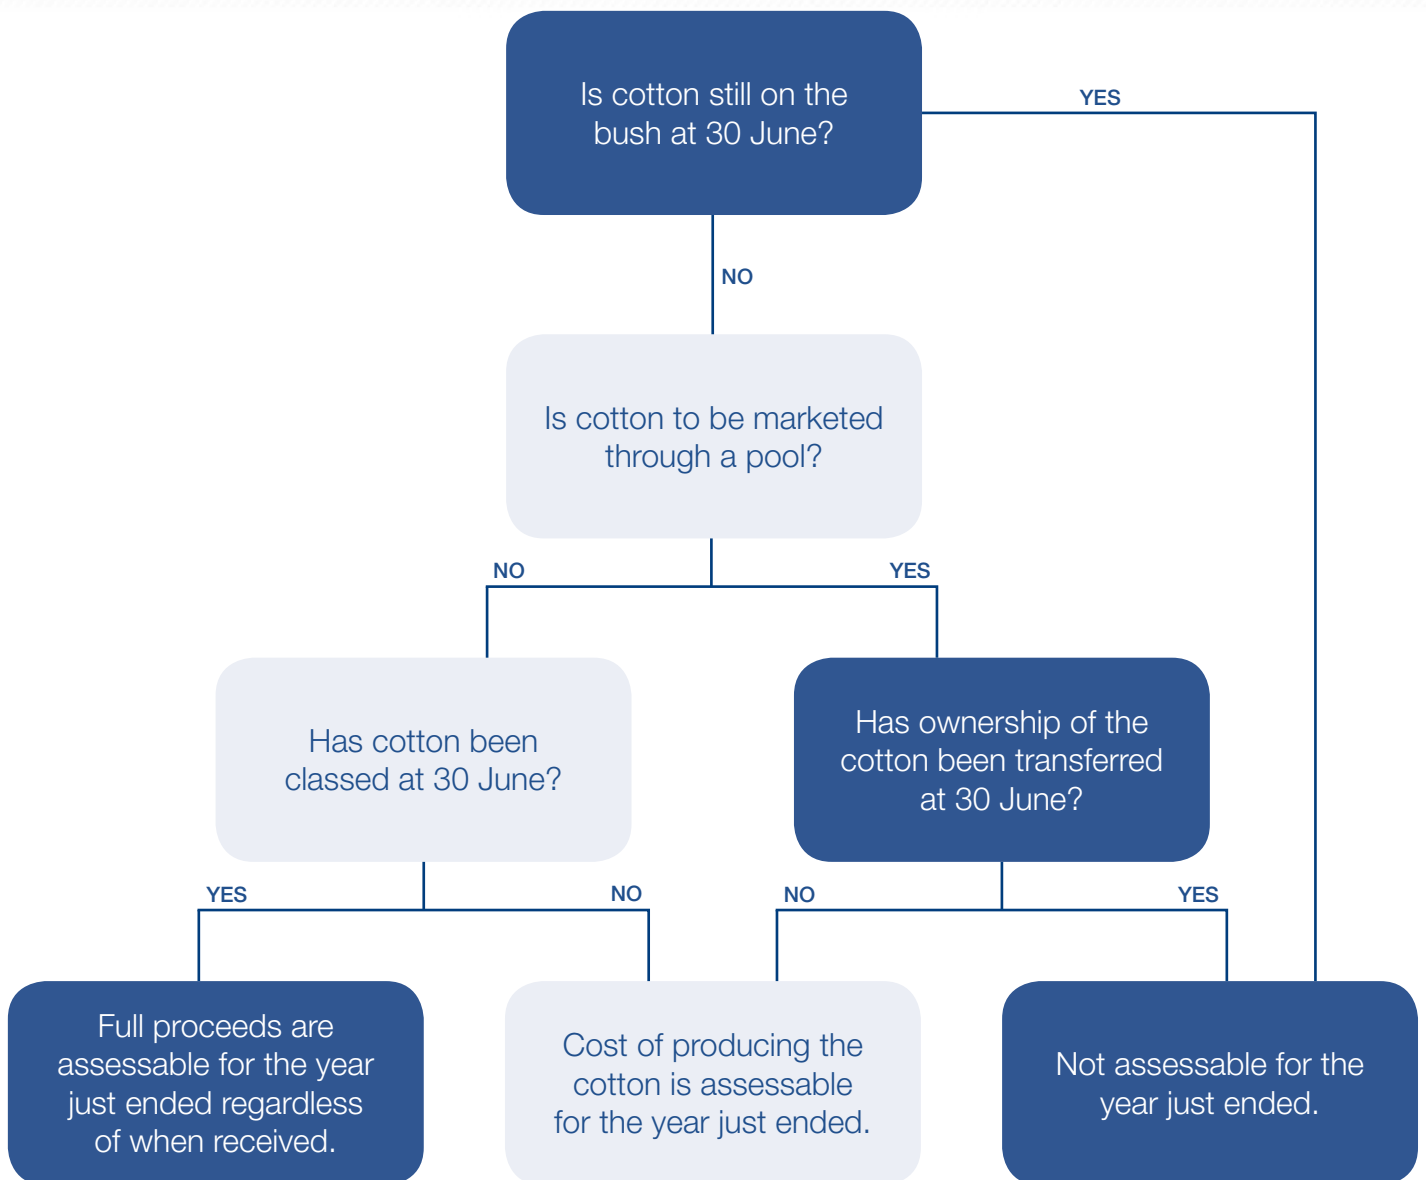 Is cotton still on the
bush at 30 June?
YES
NO
Is cotton to be marketed
through a pool?
NO
YES
Has cotton been
classed at 30 June?
Has ownership of the
cotton been transferred
at 30 June?
YES
NO
NO
YES
Full proceeds are
assessable for the year
just ended regardless
of when received.
Cost of producing the
cotton is assessable
for the year just ended.
Not assessable for the
year just ended.